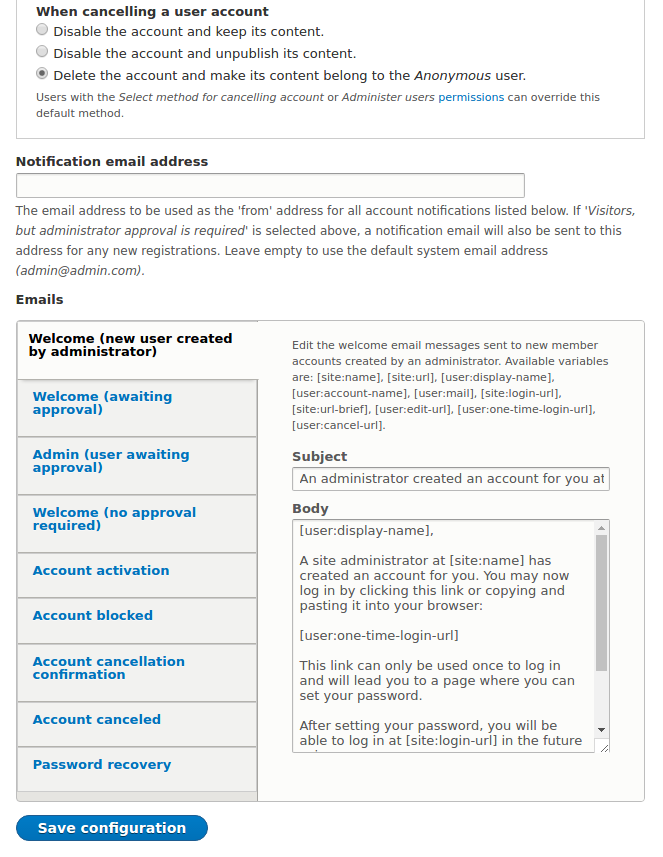 When cancelling a user account
Disable the account and keep its content.
Disable the account and unpublish its content.
Delete the account and make its content belong to the Anonymous user.
Users with the Select method for cancelling account or Administer users permissions can override this
default method.
Notification email address
The email address to be used as the 'from' address for all account notifications listed below. If 'Visitors,
but administrator approval is required' is selected above, a notification email will also be sent to this
address for any new registrations. Leave empty to use the default system email address
(admin@admin.com).
Emails
Welcome (new user created
by administrator)
Welcome (awaiting
approval)
Admin (user awaiting
approval)
Welcome (no approval
required)
Account activation
Account blocked
Account cancellation
confirmation
Account canceled
Password recovery
Edit the welcome email messages sent to new member
accounts created by an administrator. Available variables
are: [site:name], [site:url], [user:display-name],
[user:account-name], [user:mail], [site:login-url],
[site:url-brief], [user:edit-url], [user:one-time-login-url],
[user:cancel-url].
Subject
An administrator created an account for you at
Body
[user:display-name],
A site administrator at [site:name] has
created an account for you. You may now
log in by clicking this link or copying and
pasting it into your browser:
[user:one-time-login-url]
This link can only be used once to log in
and will lead you to a page where you can
set your password.
After setting your password, you will be
able to log in at [site:login-url] in the future
Save configuration